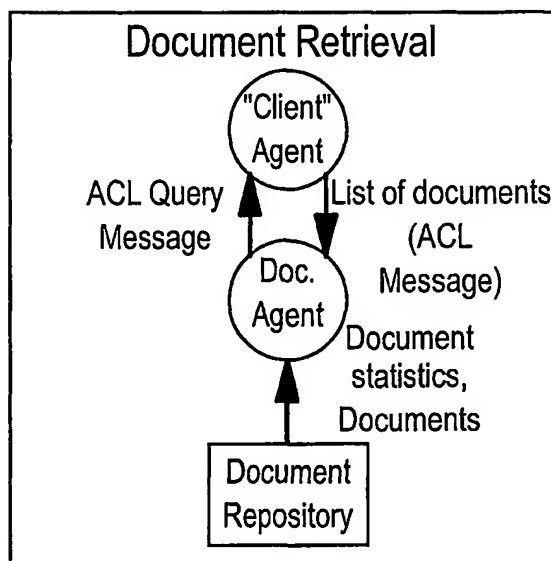 Document Retrieval
"Client"
Agent
ACL Query
Message
List of documents
(ACL
Message)
Doc.
Agent
Document
statistics,
Documents
Document
Repository